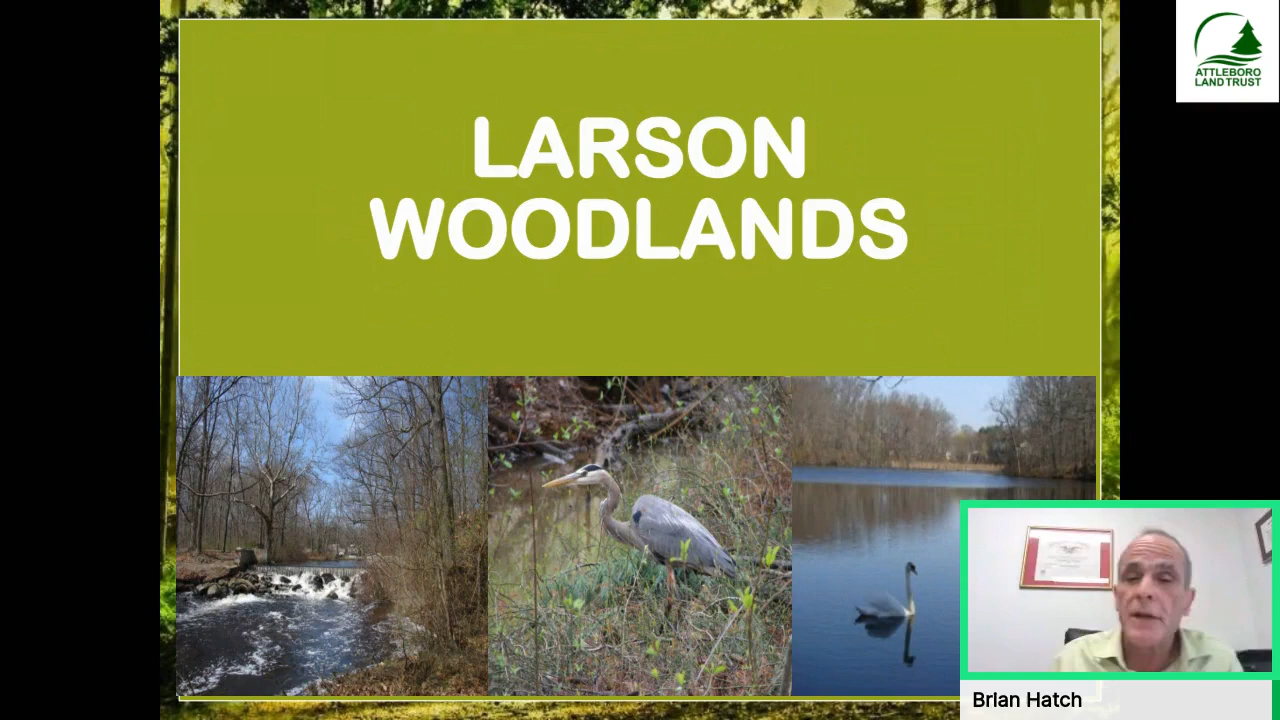 LARSON
WOODLANDS
ATTLEBORO
LAND TRUST
Brian Hatch